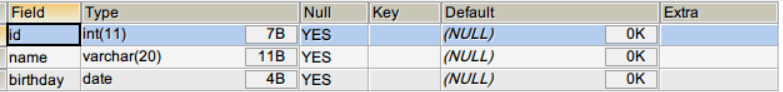 Field Type Null Key Default Extra
id int(11) 7B YES (NULL) 0K
name varchar(20) 11B YES (NULL) 0K
birthday date 4B YES (NULL) 0K